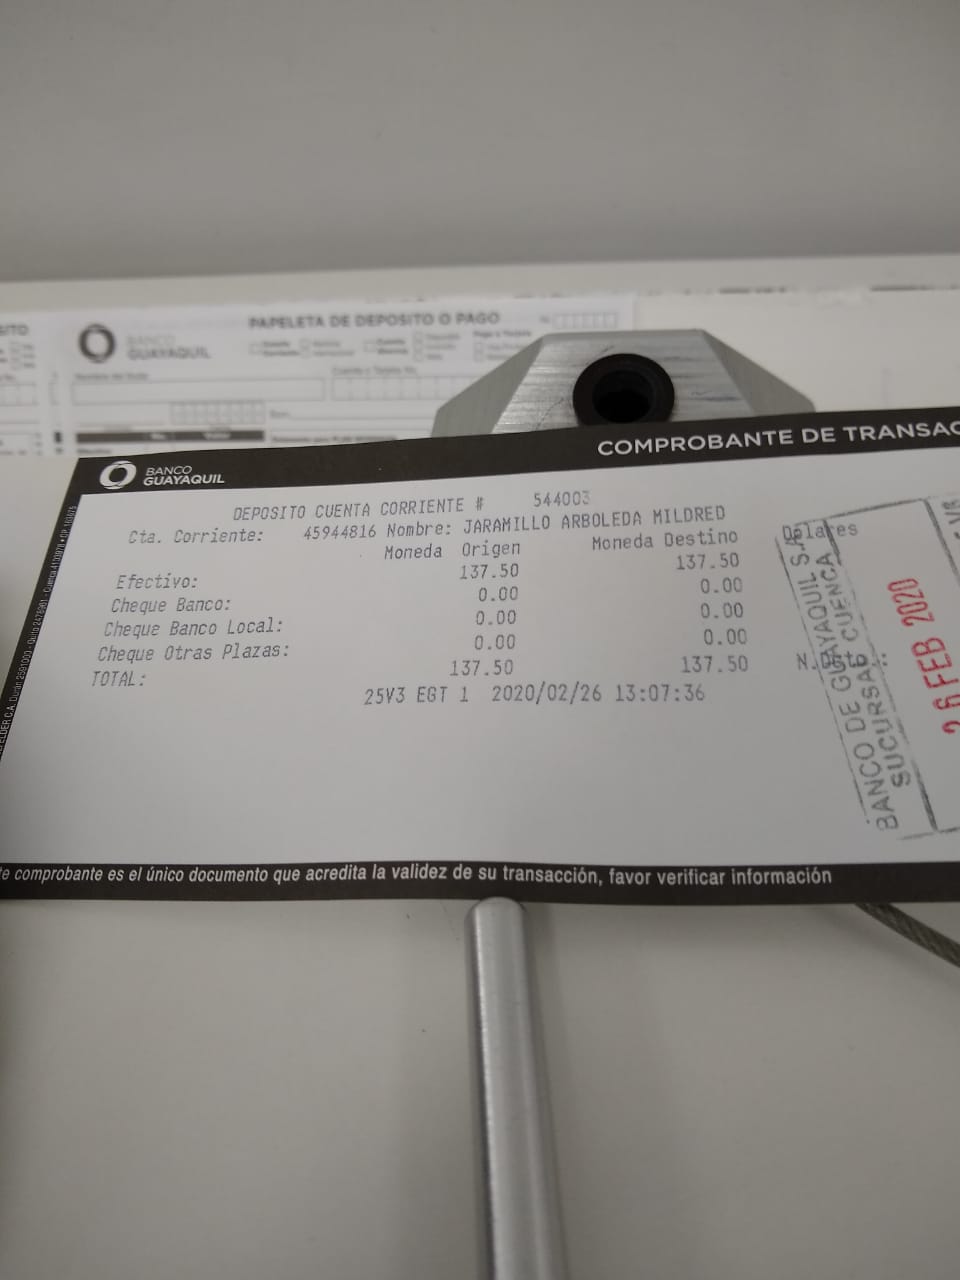 PAPELETA DE DEPOSITO O PAGO
BANCO
GUAYAQUIL
COMPROBANTE DE TRANSAC
BANCO
GUAYAQUIL
DEPOSITO CUENTA CORRIENTE # 544003
Cta. Corriente: 45944816 Nombre: JARAMILLO ARBOLEDA MILDRED
Moneda Origen Moneda Destino Dólares
Efectivo: 137.50 137.50
Cheque Banco: 0.00 0.00
Cheque Banco Local: 0.00 0.00
Cheque Otras Plazas: 0.00 0.00
TOTAL: 137.50 137.50
25V3 EGT 1 2020/02/26 13:07:36
BANCO DE GUAYAQUIL S.A.
SUCURSAL CUENCA
26 FEB 2020
te comprobante es el único documento que acredita la validez de su transacción, favor verificar información